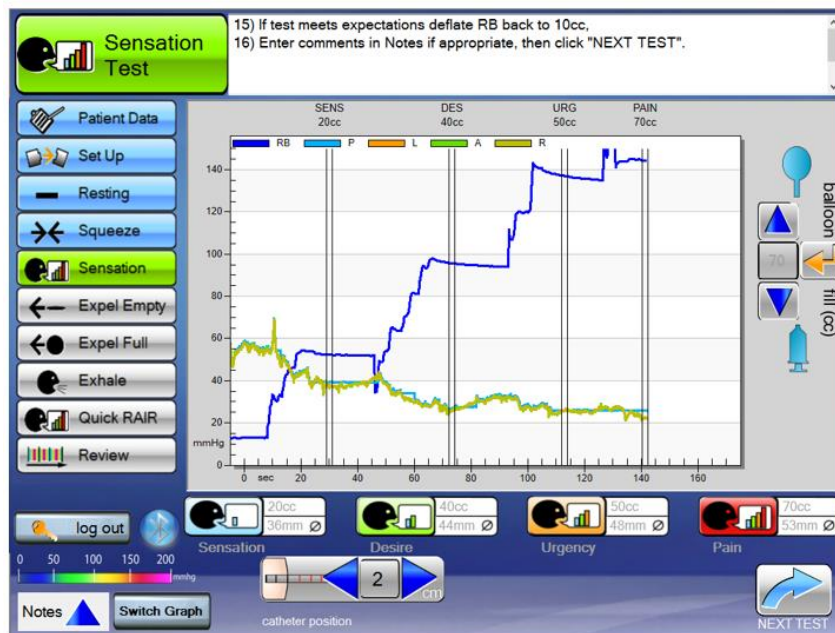 Sensation
Test
15) If test meets expectations deflate RB back to 10cc,
16) Enter comments in Notes if appropriate, then click "NEXT TEST".
Patient Data
Set Up
Resting
Squeeze
Sensation
Expel Empty
Expel Full
Exhale
Quick RAIR
Review
SENS DES URG PAIN
20cc 40cc 50cc 70cc
RB P L A R
140
120
100
80
60
40
20
mmHg
0
0 sec 20 40 60 80 100 120 140 160
balloon
70
fill (cc)
20cc
36mm Ø
Sensation
40cc
44mm Ø
Desire
50cc
48mm Ø
Urgency
70cc
53mm Ø
Pain
log out
0 50 100 150 200
mmhg
Notes
Switch Graph
2
cm
catheter position
NEXT TEST